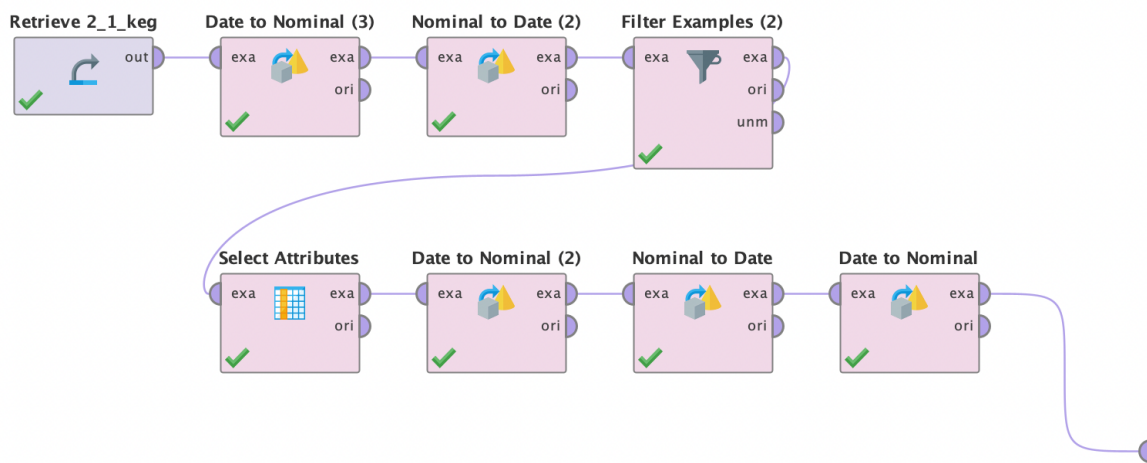 Retrieve 2_1_keg
Date to Nominal (3)
Nominal to Date (2)
Filter Examples (2)
out
exa
exa
exa
exa
exa
exa
ori
ori
ori
unm
Select Attributes
Date to Nominal (2)
Nominal to Date
Date to Nominal
exa
exa
exa
exa
exa
exa
exa
exa
ori
ori
ori
ori